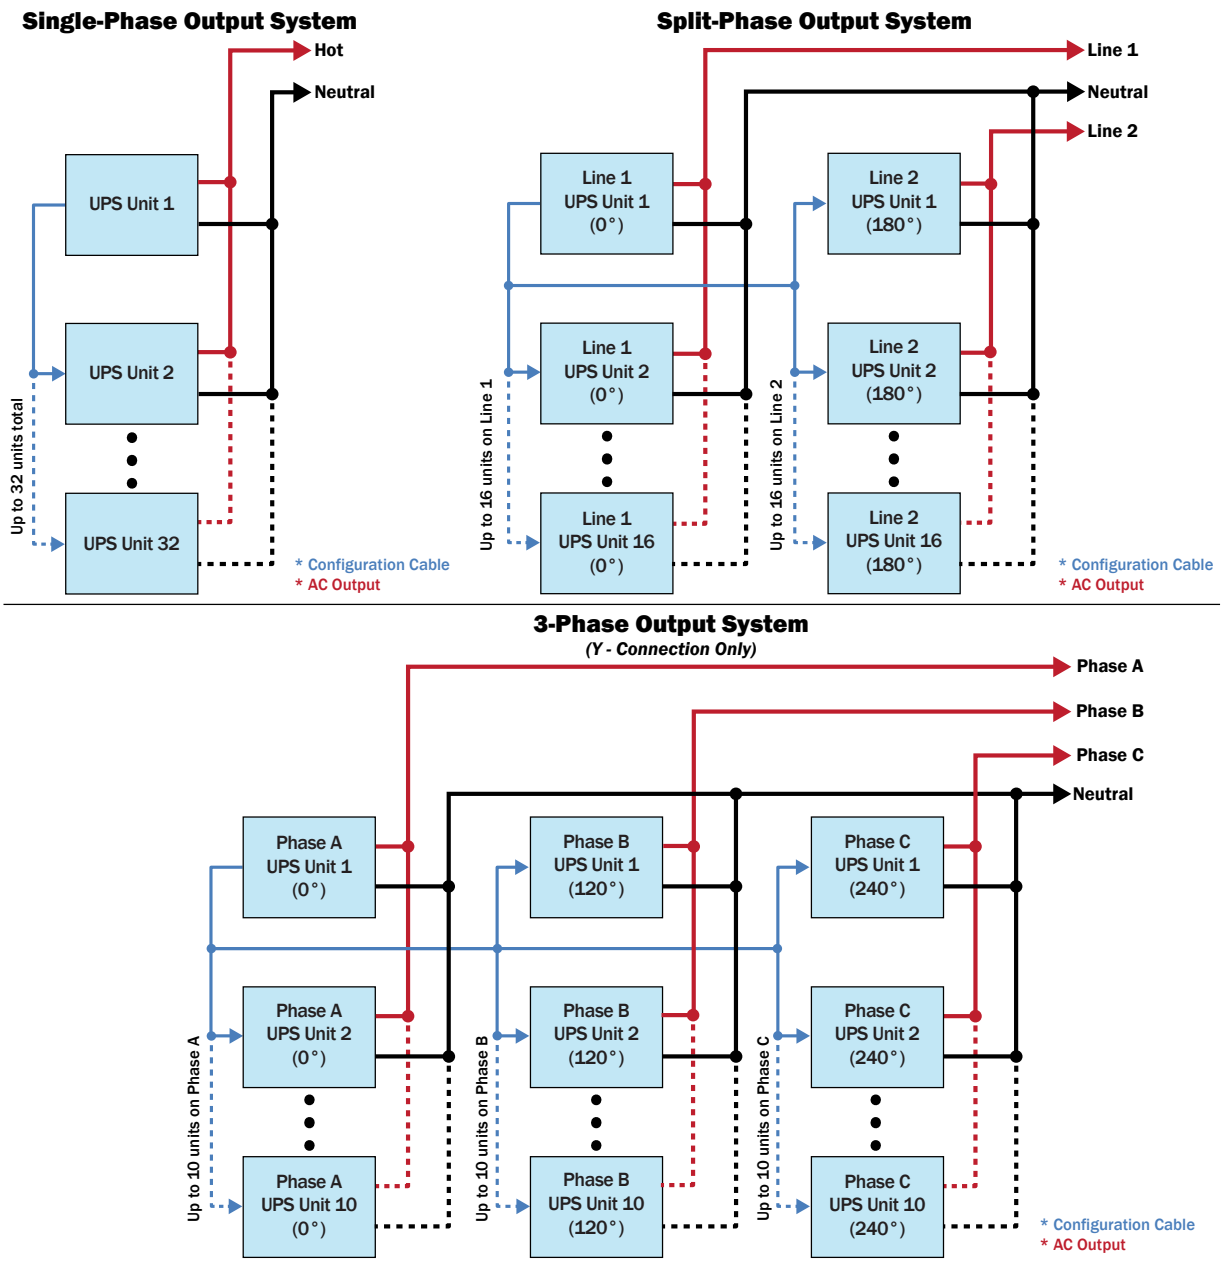 Single-Phase Output System
Hot
Neutral
UPS Unit 1
UPS Unit 2
UPS Unit 32
Up to 32 units total
* Configuration Cable
* AC Output
Split-Phase Output System
Line 1
Neutral
Line 2
Line 1
UPS Unit 1
(0°)
Line 2
UPS Unit 1
(180°)
Line 1
UPS Unit 2
(0°)
Line 2
UPS Unit 2
(180°)
Line 1
UPS Unit 16
(0°)
Line 2
UPS Unit 16
(180°)
Up to 16 units on Line 1
Up to 16 units on Line 2
* Configuration Cable
* AC Output
3-Phase Output System
(Y - Connection Only)
Phase A
Phase B
Phase C
Neutral
Phase A
UPS Unit 1
(0°)
Phase B
UPS Unit 1
(120°)
Phase C
UPS Unit 1
(240°)
Phase A
UPS Unit 2
(0°)
Phase B
UPS Unit 2
(120°)
Phase C
UPS Unit 2
(240°)
Phase A
UPS Unit 10
(0°)
Phase B
UPS Unit 10
(120°)
Phase C
UPS Unit 10
(240°)
Up to 10 units on Phase A
Up to 10 units on Phase B
Up to 10 units on Phase C
* Configuration Cable
* AC Output